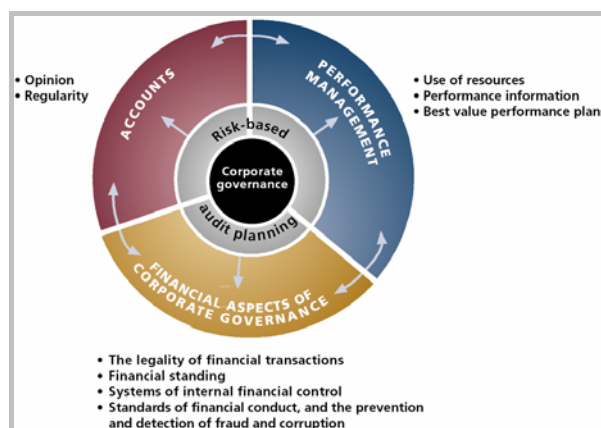 • Opinion
• Regularity
ACCOUNTS
PERFORMANCE
MANAGEMENT
• Use of resources
• Performance information
• Best value performance plan
Risk-based
Corporate
governance
audit planning
FINANCIAL ASPECTS OF
CORPORATE GOVERNANCE
• The legality of financial transactions
• Financial standing
• Systems of internal financial control
• Standards of financial conduct, and the prevention
and detection of fraud and corruption